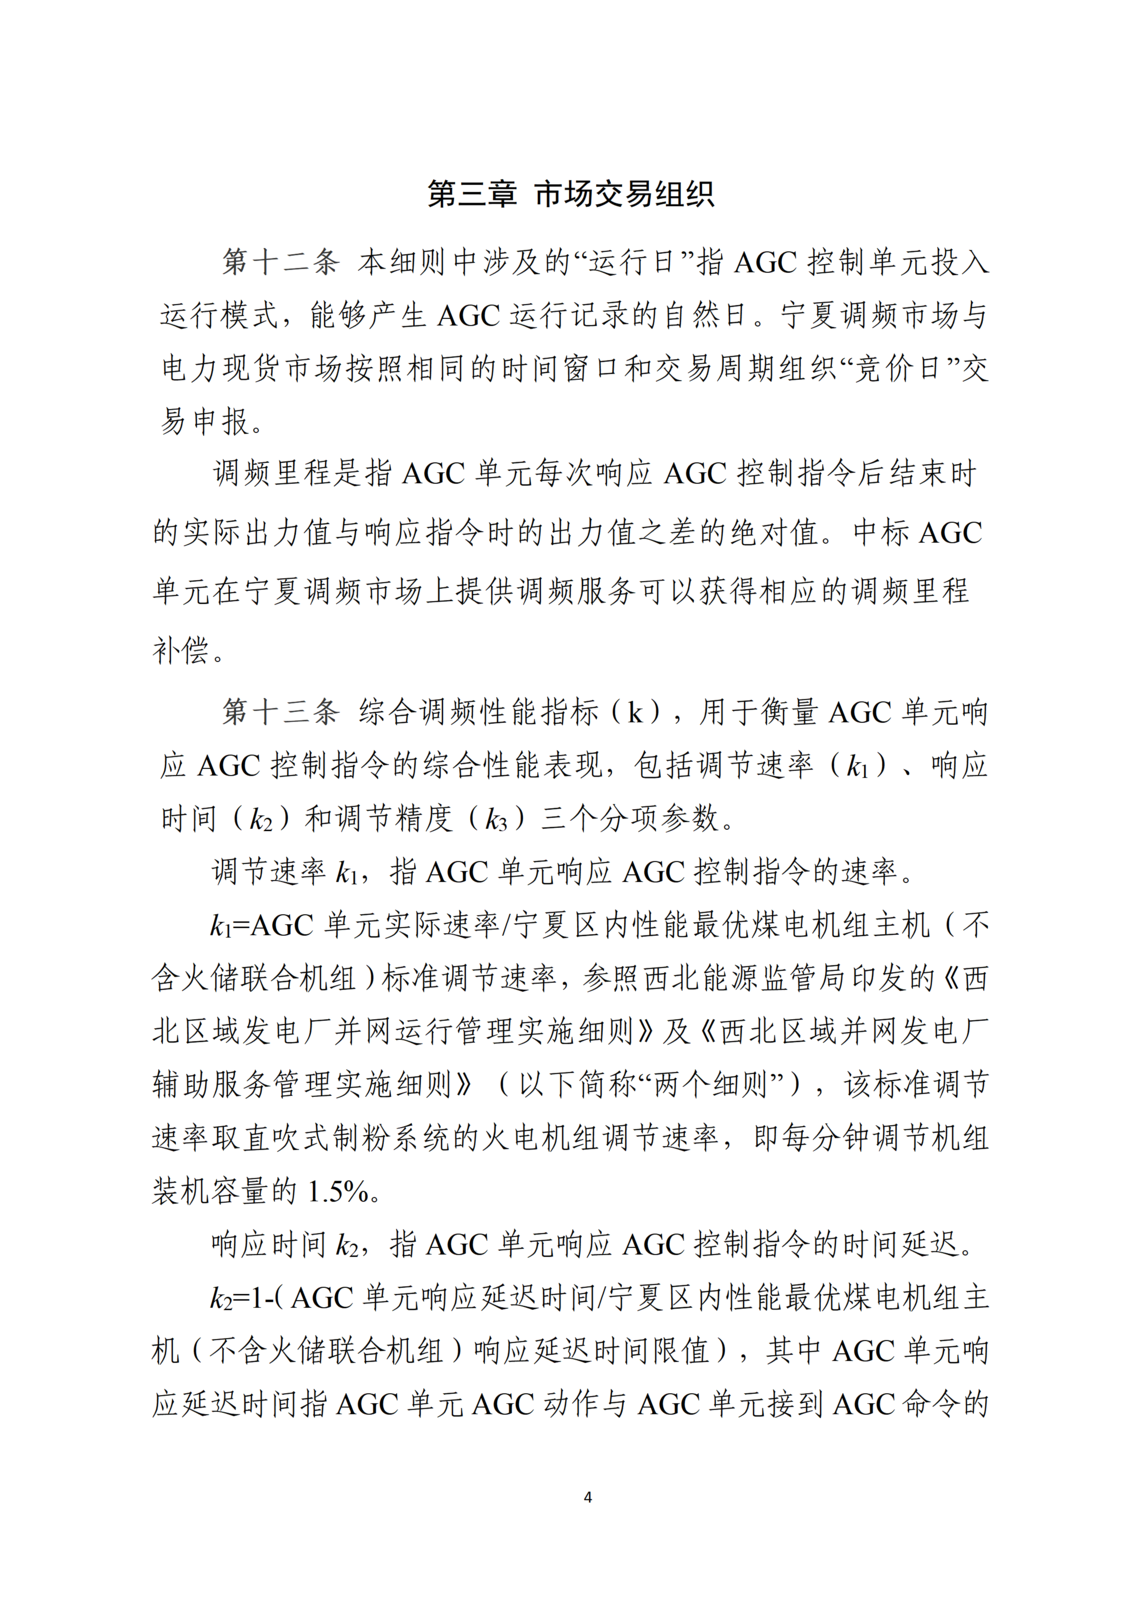 第三章 市场交易组织
第十二条 本细则中涉及的“运行日”指 AGC 控制单元投入
运行模式，能够产生 AGC 运行记录的自然日。宁夏调频市场与
电力现货市场按照相同的时间窗口和交易周期组织“竞价日”交
易申报。
调频里程是指 AGC 单元每次响应 AGC 控制指令后结束时
的实际出力值与响应指令时的出力值之差的绝对值。中标 AGC
单元在宁夏调频市场上提供调频服务可以获得相应的调频里程
补偿。
第十三条 综合调频性能指标（k），用于衡量 AGC 单元响
应 AGC 控制指令的综合性能表现，包括调节速率（k1）、响应
时间（k2）和调节精度（k3）三个分项参数。
调节速率 k1，指 AGC 单元响应 AGC 控制指令的速率。
k1=AGC 单元实际速率/宁夏区内性能最优煤电机组主机（不
含火储联合机组）标准调节速率，参照西北能源监管局印发的《西
北区域发电厂并网运行管理实施细则》及《西北区域并网发电厂
辅助服务管理实施细则》（以下简称“两个细则”），该标准调节
速率取直吹式制粉系统的火电机组调节速率，即每分钟调节机组
装机容量的 1.5%。
响应时间 k2，指 AGC 单元响应 AGC 控制指令的时间延迟。
k2=1-（AGC 单元响应延迟时间/宁夏区内性能最优煤电机组主
机（不含火储联合机组）响应延迟时间限值），其中 AGC 单元响
应延迟时间指 AGC 单元 AGC 动作与 AGC 单元接到 AGC 命令的
4